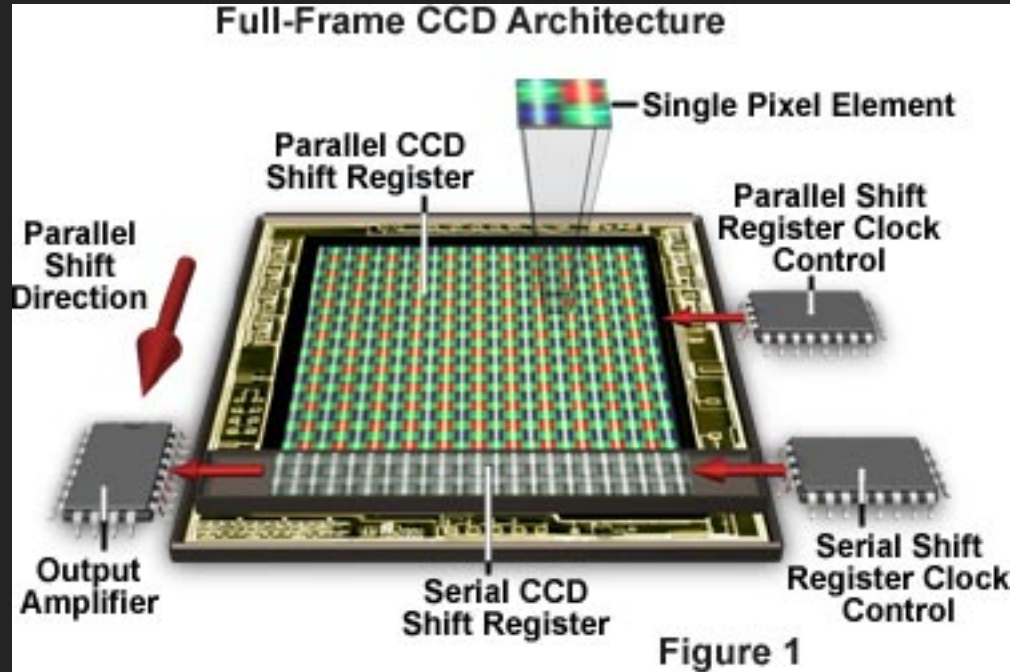 Full-Frame CCD Architecture
Single Pixel Element
Parallel CCD
Shift Register
Parallel Shift
Register Clock
Control
Parallel
Shift
Direction
Output
Amplifier
Serial CCD
Shift Register
Serial Shift
Register Clock
Control
Figure 1